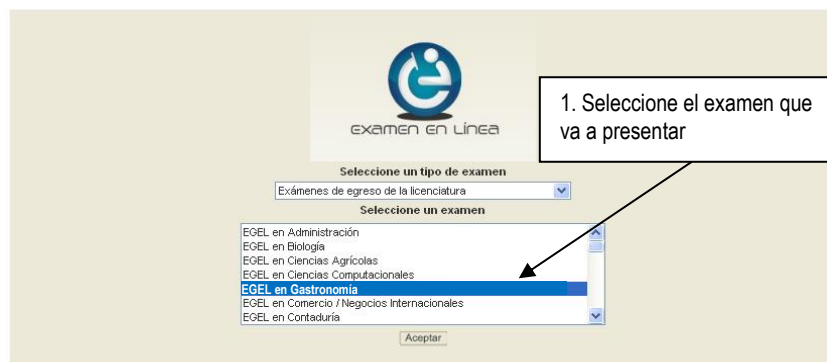 examen en Línea
1. Seleccione el examen que
va a presentar
Seleccione un tipo de examen
Exámenes de egreso de la licenciatura
Seleccione un examen
EGEL en Administración
EGEL en Biología
EGEL en Ciencias Agrícolas
EGEL en Ciencias Computacionales
EGEL en Gastronomía
EGEL en Comercio / Negocios Internacionales
EGEL en Contaduría
Aceptar